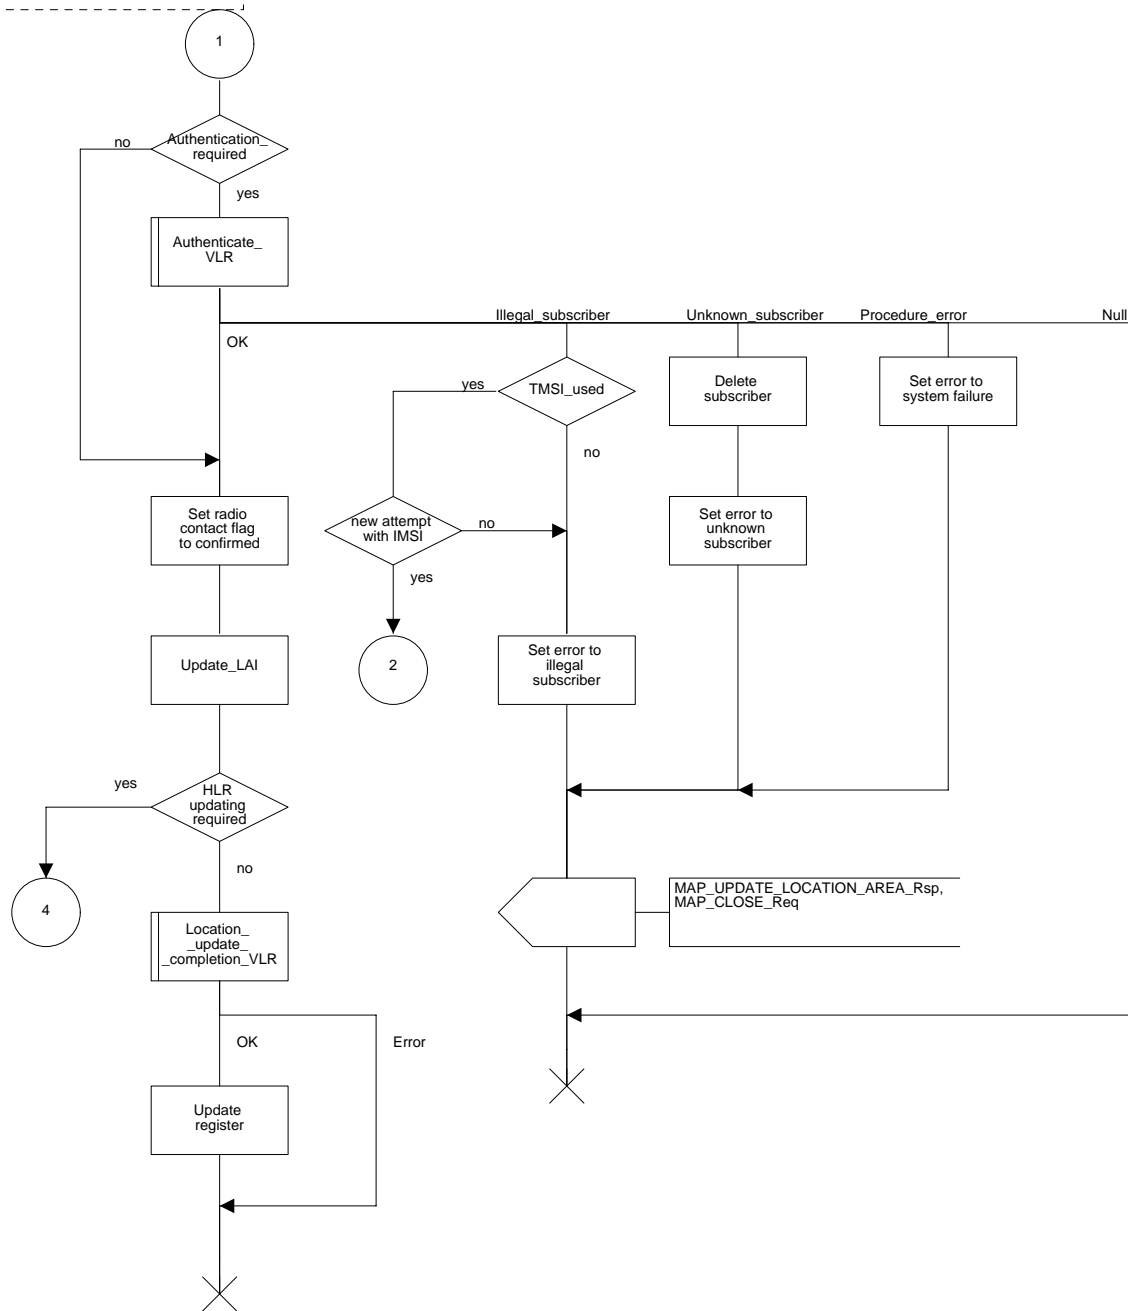 1
no
Authentication_
required
yes
Authenticate_
VLR
Illegal_subscriber
Unknown_subscriber
Procedure_error
Null
OK
yes
TMSI_used
Delete
subscriber
Set error to
system failure
no
Set radio
contact flag
to confirmed
new attempt
with IMSI
no
Set error to
unknown
subscriber
yes
Update_LAI
2
Set error to
illegal
subscriber
yes
HLR
updating
required
no
4
MAP_UPDATE_LOCATION_AREA_Rsp,
MAP_CLOSE_Req
Location_
_update_
_completion_VLR
OK
Error
Update
register